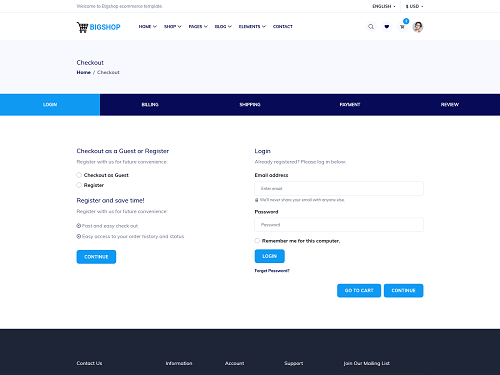 Welcome to Bigshop ecommerce template.
ENGLISH
$ USD
BIGSHOP
HOME
SHOP
PAGES
BLOG
ELEMENTS
CONTACT
2
Checkout
Home / Checkout
LOGIN
BILLING
SHIPPING
PAYMENT
REVIEW
Checkout as a Guest or Register
Register with us for future convenience:
Checkout as Guest
Register
Register and save time!
Register with us for future convenience:
Fast and easy check out
Easy access to your order history and status
CONTINUE
Login
Already registered? Please log in below:
Email address
Enter email
We'll never share your email with anyone else.
Password
Password
Remember me for this computer.
LOGIN
Forget Password?
GO TO CART
CONTINUE
Contact Us
Information
Account
Support
Join Our Mailing List